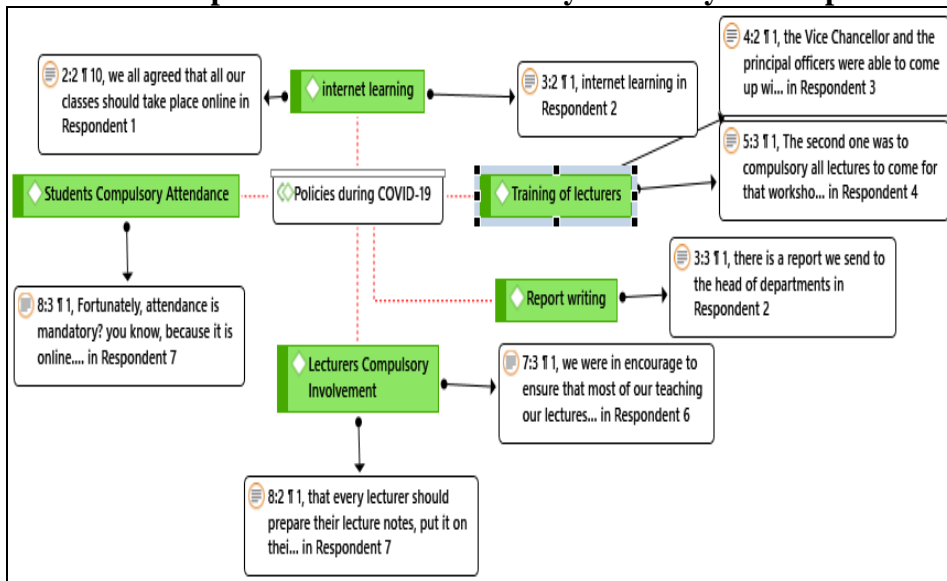 2:2 ¶ 10, we all agreed that all our
classes should take place online in
Respondent 1
internet learning
3:2 ¶ 1, internet learning in
Respondent 2
4:2 ¶ 1, the Vice Chancellor and the
principal officers were able to come
up wi... in Respondent 3
5:3 ¶ 1, The second one was to
compulsory all lectures to come for
that worksho... in Respondent 4
Students Compulsory Attendance
Policies during COVID-19
Training of lecturers
8:3 ¶ 1, Fortunately, attendance is
mandatory? you know, because it is
online.... in Respondent 7
Report writing
3:3 ¶ 1, there is a report we send to
the head of departments in
Respondent 2
Lecturers Compulsory
Involvement
7:3 ¶ 1, we were in encourage to
ensure that most of our teaching
our lectures... in Respondent 6
8:2 ¶ 1, that every lecturer should
prepare their lecture notes, put it on
thei... in Respondent 7